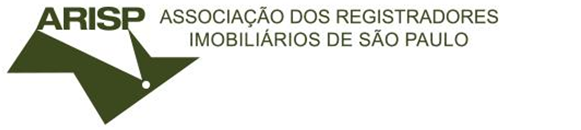 ARISP ASSOCIAÇÃO DOS REGISTRADORES
IMOBILIÁRIOS DE SÃO PAULO